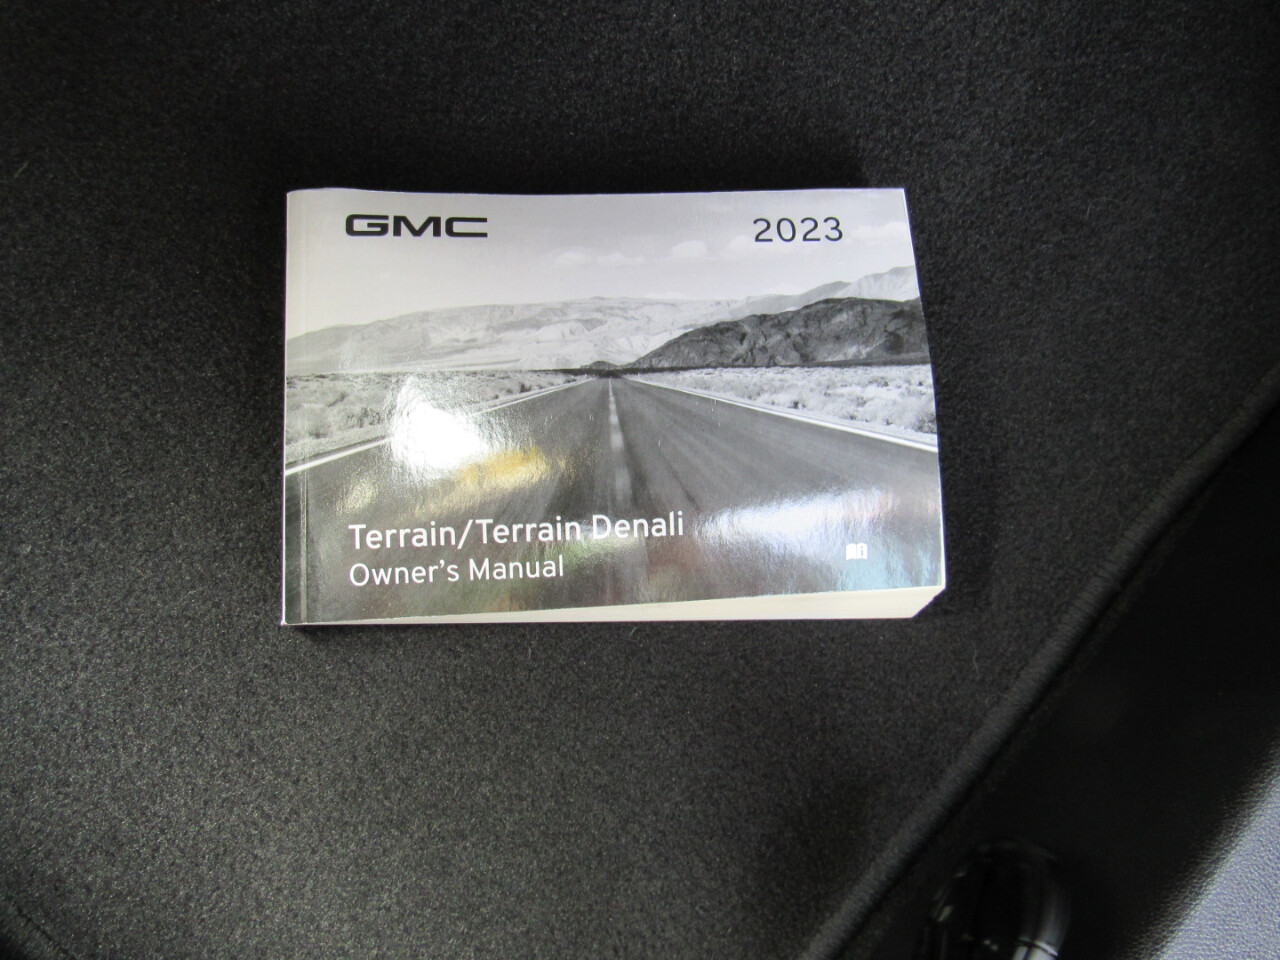 GMC 2023
Terrain/Terrain Denali
Owner's Manual